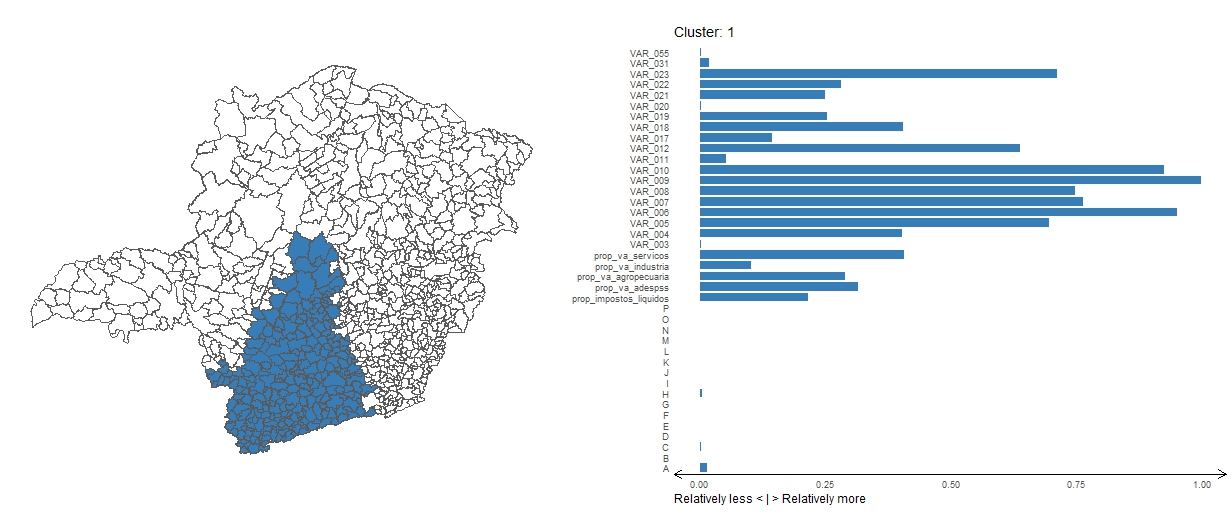 Cluster: 1
VAR_055
VAR_031
VAR_023
VAR_022
VAR_021
VAR_020
VAR_019
VAR_018
VAR_017
VAR_012
VAR_011
VAR_010
VAR_009
VAR_008
VAR_007
VAR_006
VAR_005
VAR_004
VAR_003
prop_va_servicos
prop_va_industria
prop_va_agropecuaria
prop_va_adespss
prop_impostos_liquidos
P
O
N
M
L
K
J
I
H
G
F
E
D
C
B
A
0.00 0.25 0.50 0.75 1.00
Relatively less < | > Relatively more